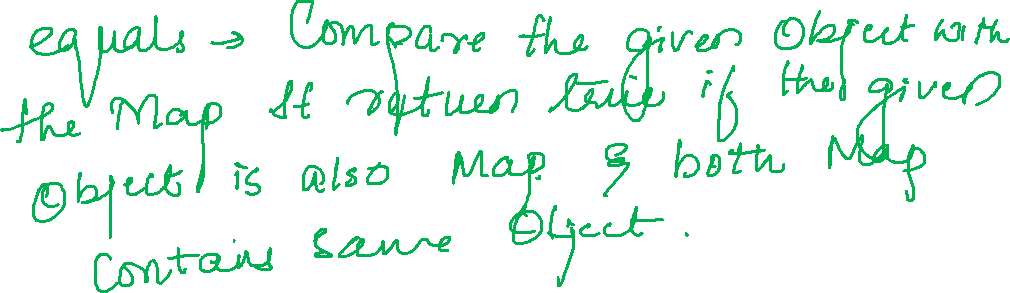 equals → Compare the given Object with
the Map It retuen true if the given
Object is also Map & both Map
contains same Object.